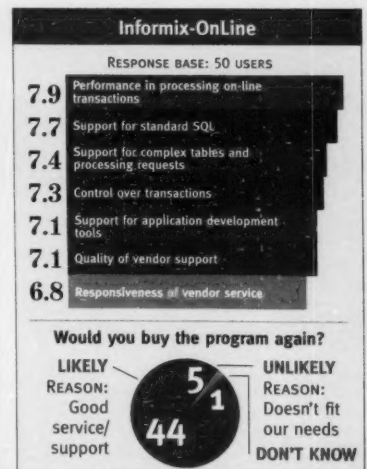 Informix-OnLine
RESPONSE BASE: 50 USERS
7.9 Performance in processing on-line
transactions
7.7 Support for standard SQL
7.4 Support for complex tables and
processing requests
7.3 Control over transactions
7.1 Support for application development
tools
7.1 Quality of vendor support
6.8 Responsiveness of vendor service
Would you buy the program again?
LIKELY
REASON:
Good
service/
support
44
5
1
UNLIKELY
REASON:
Doesn't fit
our needs
DON'T KNOW